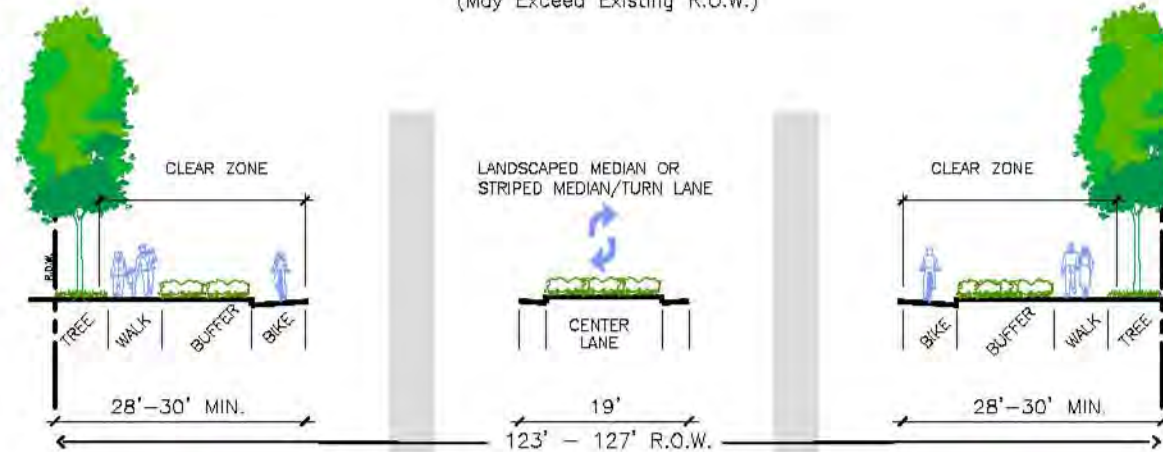 (May Exceed Existing R.O.W.)
CLEAR ZONE
LANDSCAPED MEDIAN OR
STRIPED MEDIAN/TURN LANE
CLEAR ZONE
R.O.W.
TREE
WALK
BUFFER
BIKE
CENTER
LANE
BIKE
BUFFER
WALK
TREE
28'-30' MIN.
19'
28'-30' MIN.
123' - 127' R.O.W.